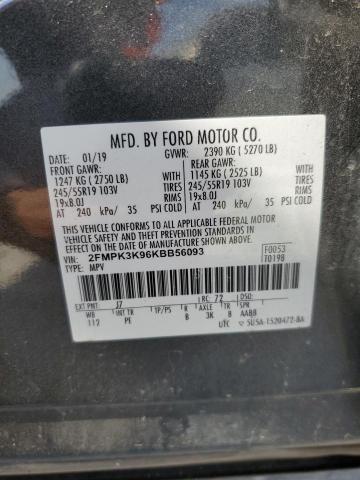 MFD. BY FORD MOTOR CO.
DATE: 01/19 GVWR: 2390 KG ( 5270 LB)
FRONT GAWR: REAR GAWR:
1247 KG ( 2750 LB) WITH 1145 KG ( 2525 LB) WITH
245/55R19 103V TIRES 245/55R19 103V TIRES
19x8.0J RIMS 19x8.0J RIMS
AT 240 kPa/ 35 PSI COLD AT 240 kPa/ 35 PSI COLD
THIS VEHICLE CONFORMS TO ALL APPLICABLE FEDERAL MOTOR
VEHICLE SAFETY AND THEFT PREVENTION STANDARDS IN
EFFECT ON THE DATE OF MANUFACTURE SHOWN ABOVE.
VIN: 2FMPK3K96KBB56093 F0053
TYPE: MPV T0198
EXT PNT: J7 RC: 72 DSO:
WB INT TR TP/PS R AXLE TR SPR
112 PE B 3K B AABB
UTC